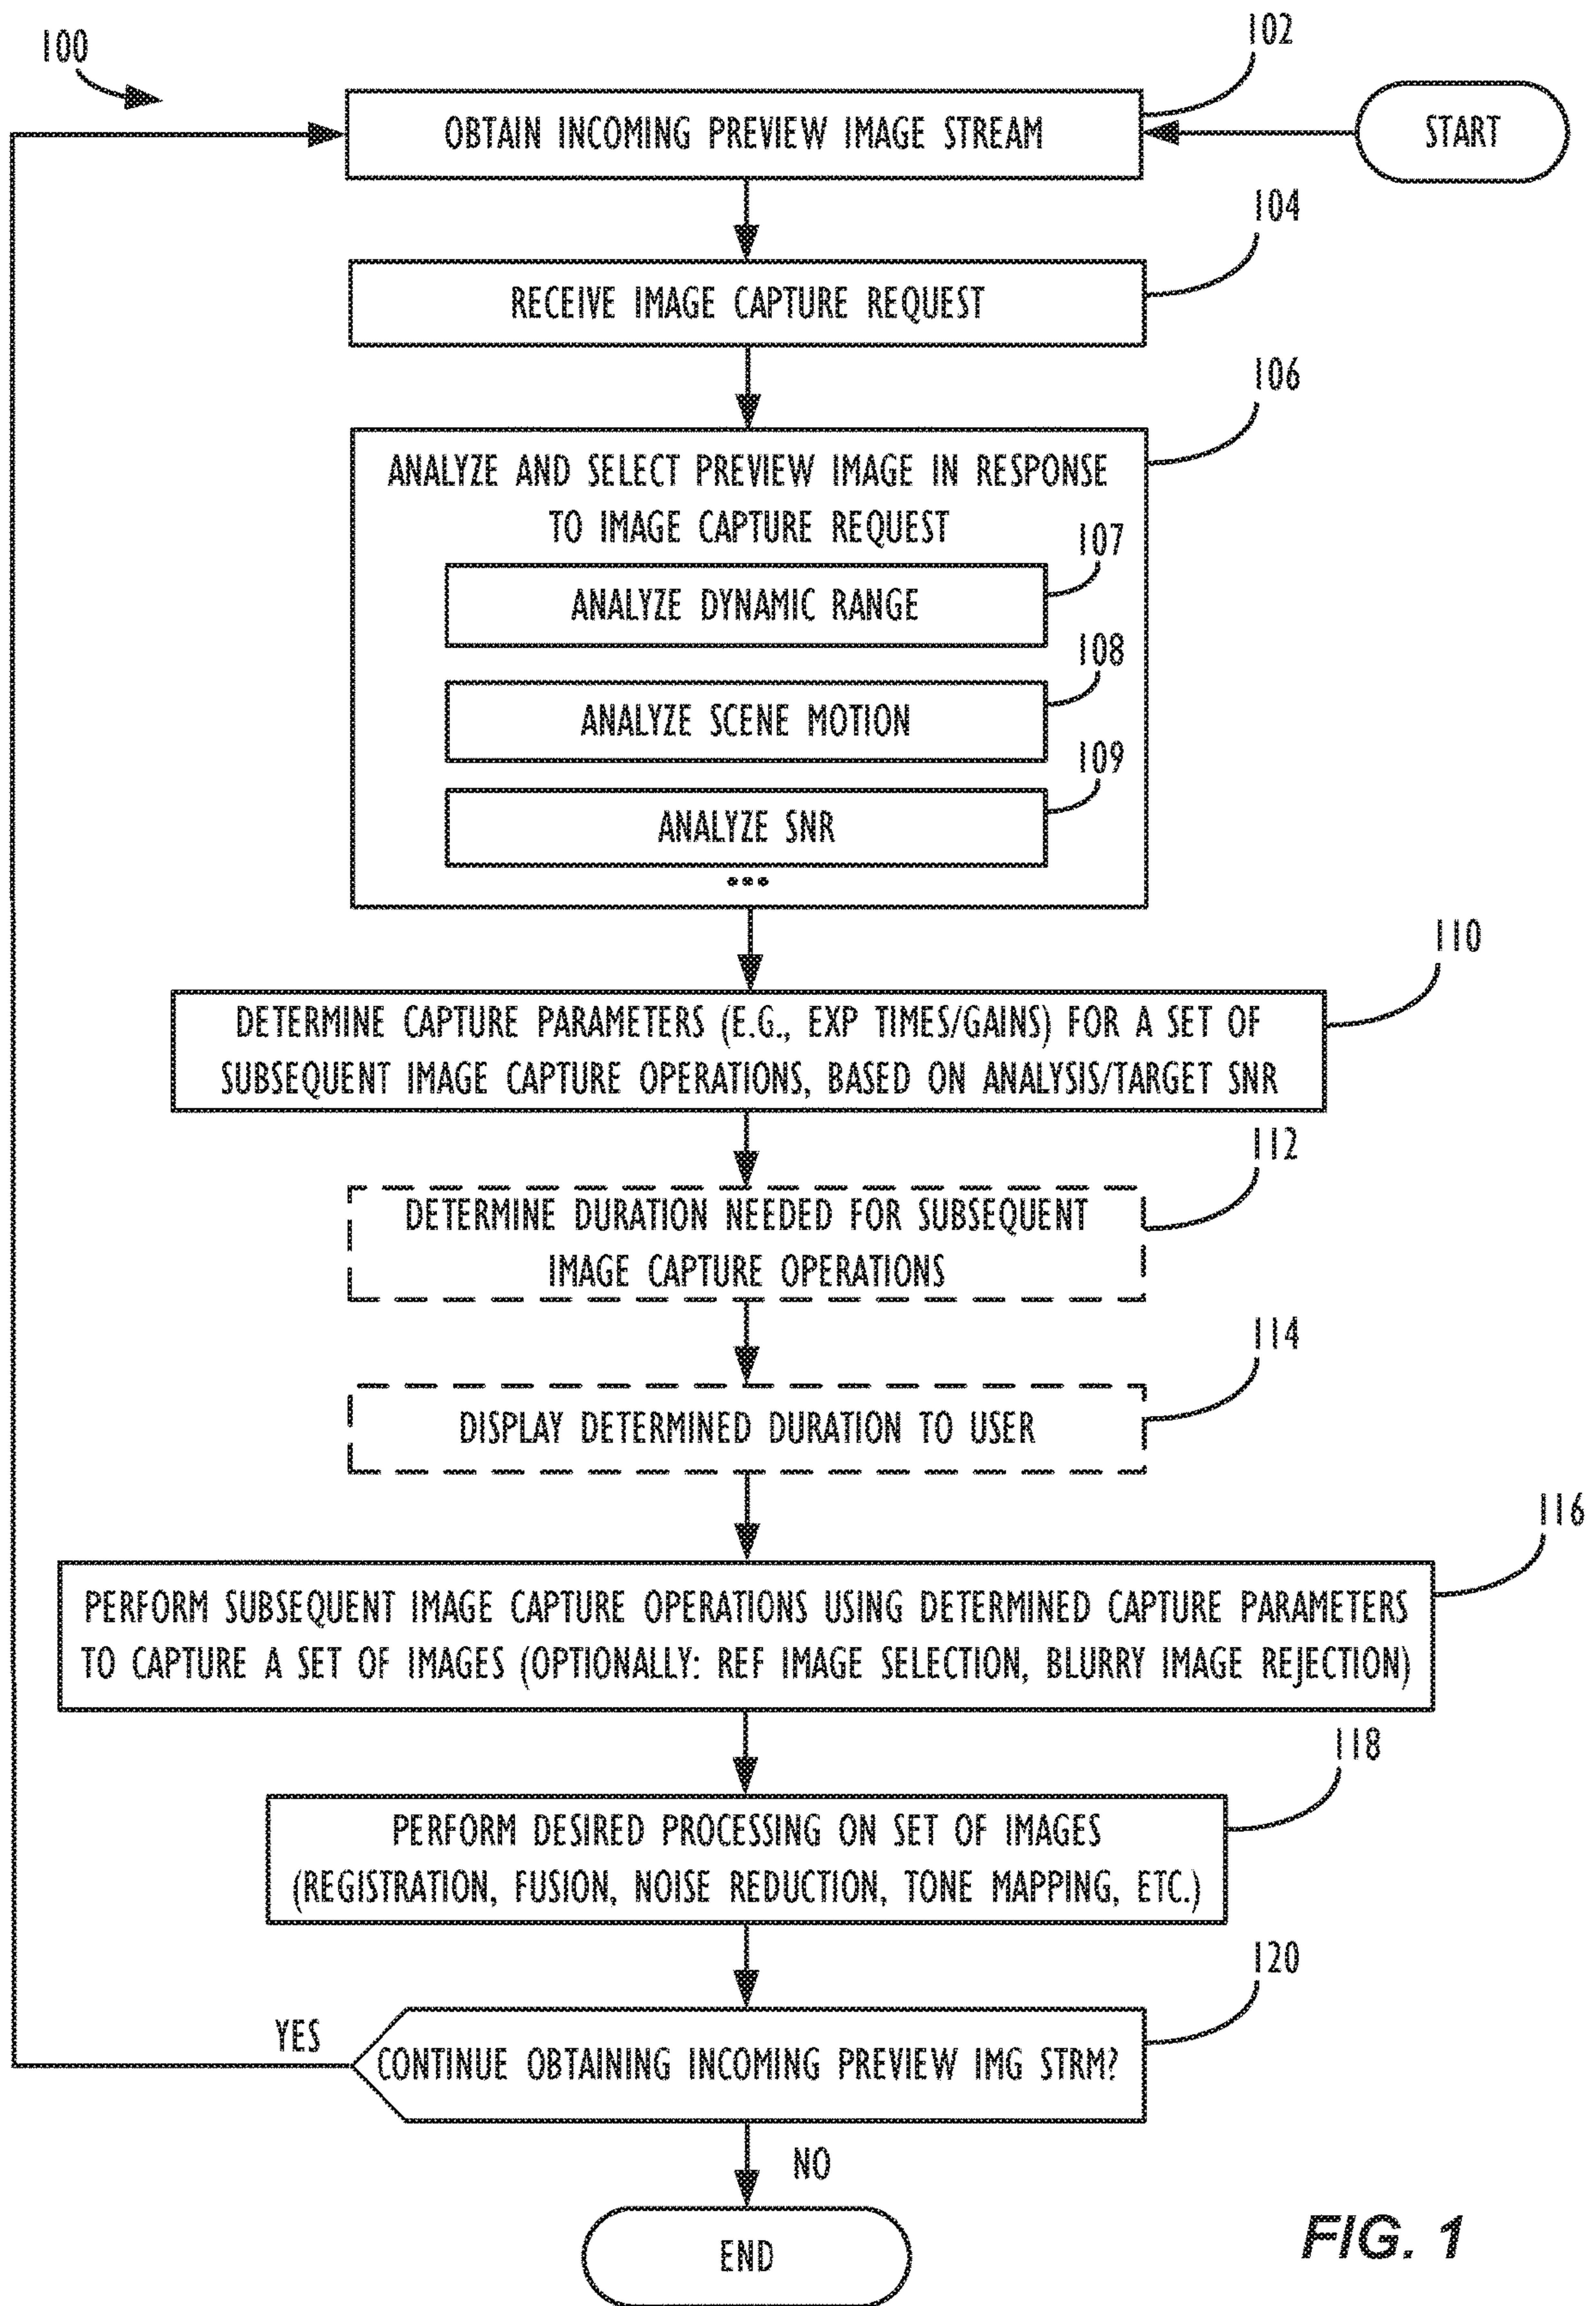 100
102
OBTAIN INCOMING PREVIEW IMAGE STREAM
START
104
RECEIVE IMAGE CAPTURE REQUEST
106
ANALYZE AND SELECT PREVIEW IMAGE IN RESPONSE
TO IMAGE CAPTURE REQUEST
107
ANALYZE DYNAMIC RANGE
108
ANALYZE SCENE MOTION
109
ANALYZE SNR
...
110
DETERMINE CAPTURE PARAMETERS (E.G., EXP TIMES/GAINS) FOR A SET OF
SUBSEQUENT IMAGE CAPTURE OPERATIONS, BASED ON ANALYSIS/TARGET SNR
112
DETERMINE DURATION NEEDED FOR SUBSEQUENT
IMAGE CAPTURE OPERATIONS
114
DISPLAY DETERMINED DURATION TO USER
116
PERFORM SUBSEQUENT IMAGE CAPTURE OPERATIONS USING DETERMINED CAPTURE PARAMETERS
TO CAPTURE A SET OF IMAGES (OPTIONALLY: REF IMAGE SELECTION, BLURRY IMAGE REJECTION)
118
PERFORM DESIRED PROCESSING ON SET OF IMAGES
(REGISTRATION, FUSION, NOISE REDUCTION, TONE MAPPING, ETC.)
120
YES
CONTINUE OBTAINING INCOMING PREVIEW IMG STRM?
NO
END
FIG. 1